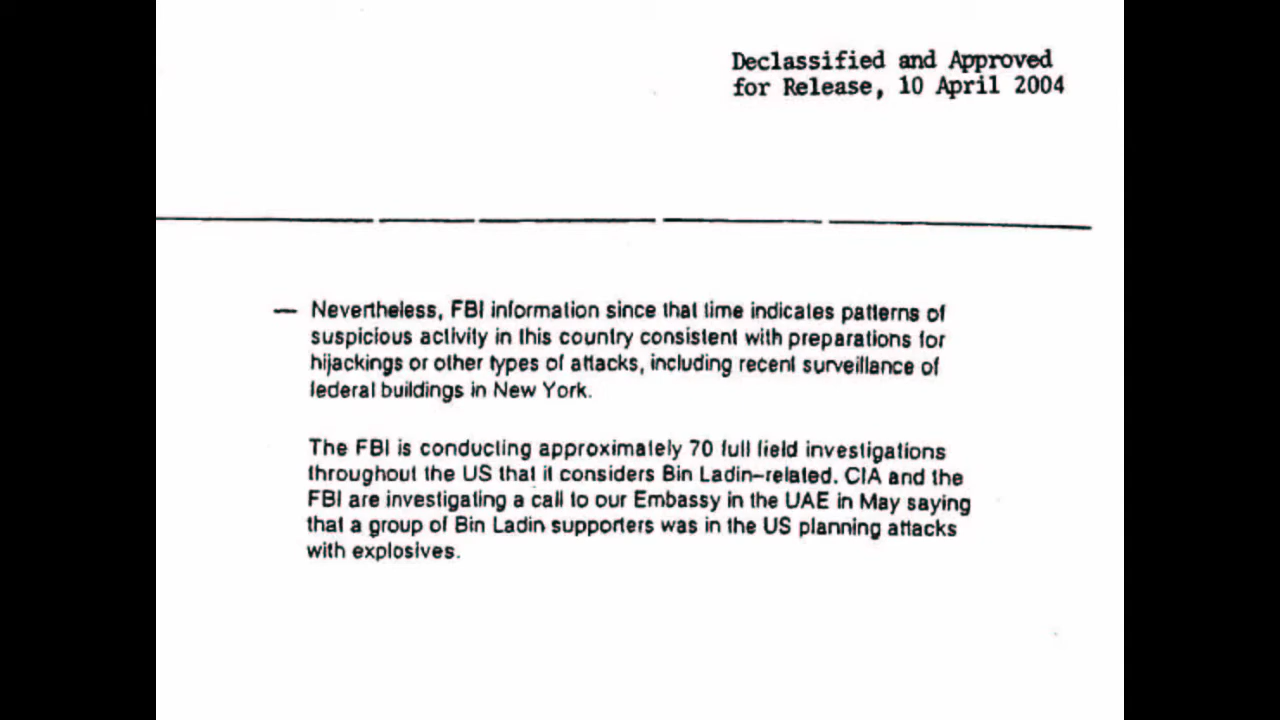 Declassified and Approved
for Release, 10 April 2004
— Nevertheless, FBI information since that time indicates patterns of
suspicious activity in this country consistent with preparations for
hijackings or other types of attacks, including recent surveillance of
federal buildings in New York.
The FBI is conducting approximately 70 full field investigations
throughout the US that it considers Bin Ladin–related. CIA and the
FBI are investigating a call to our Embassy in the UAE in May saying
that a group of Bin Ladin supporters was in the US planning attacks
with explosives.